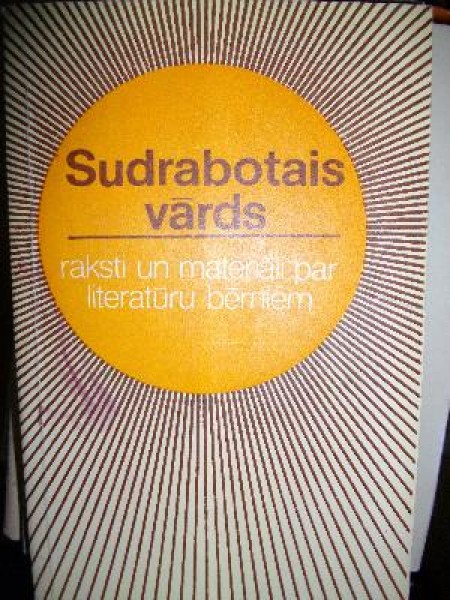 Sudrabotais
vārds
raksti un materiāli par
literatūru bērniem